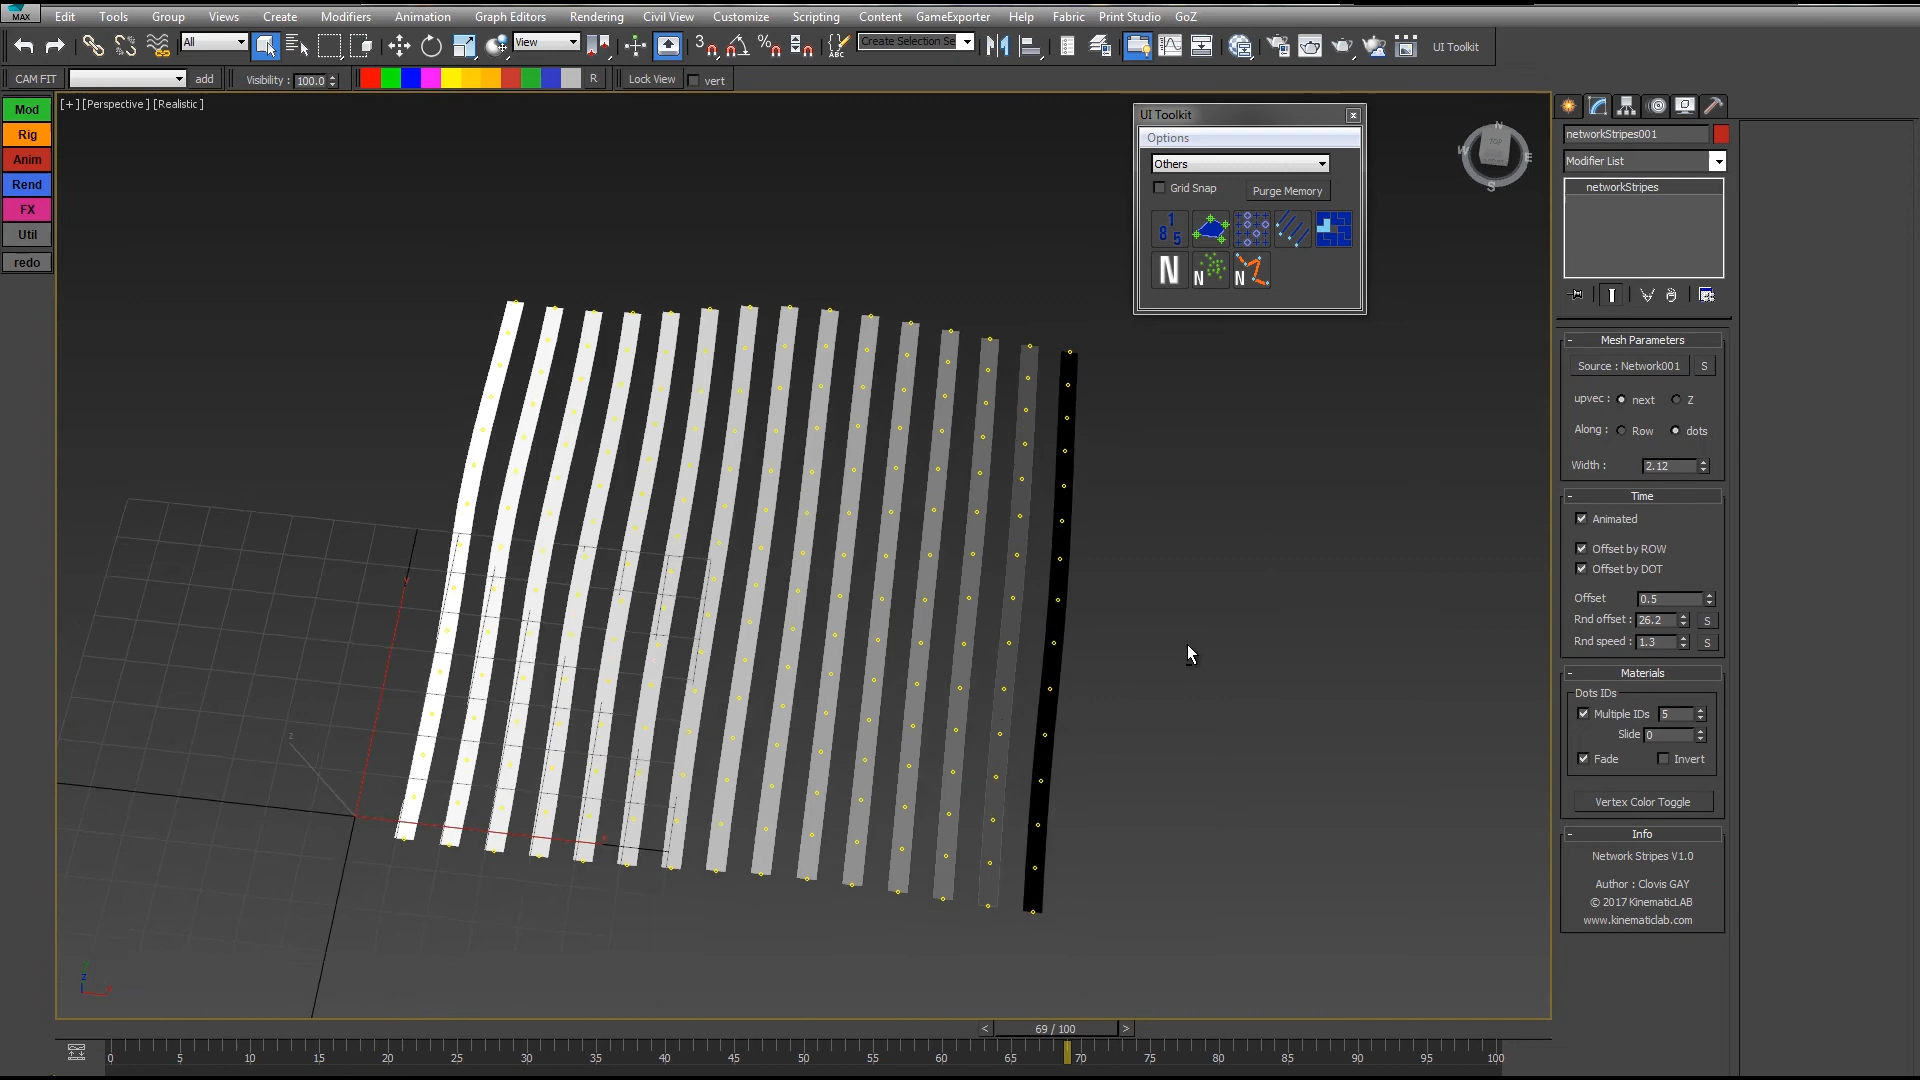 MAX Edit Tools Group Views Create Modifiers Animation Graph Editors Rendering Civil View Customize Scripting Content GameExporter Help Fabric Print Studio GoZ
All View 3 ABC Create Selection Se UI Toolkit
CAM FIT add Visibility : 100.0 R Lock View vert
Mod
Rig
Anim
Rend
FX
Util
redo
[+] [Perspective] [Realistic]
UI Toolkit
Options
Others
Grid Snap Purge Memory
1 8 5
N N N
N
W TOP E
S
networkStripes001
Modifier List
networkStripes
- Mesh Parameters
Source : Network001 S
upvec : next Z
Along : Row dots
Width : 2.12
- Time
Animated
Offset by ROW
Offset by DOT
Offset 0.5
Rnd offset : 26.2 S
Rnd speed : 1.3 S
- Materials
Dots IDs
Multiple IDs 5
Slide 0
Fade Invert
Vertex Color Toggle
- Info
Network Stripes V1.0
Author : Clovis GAY
© 2017 KinematicLAB
www.kinematiclab.com
z
x
z
< 69 / 100 >
0 5 10 15 20 25 30 35 40 45 50 55 60 65 70 75 80 85 90 95 100